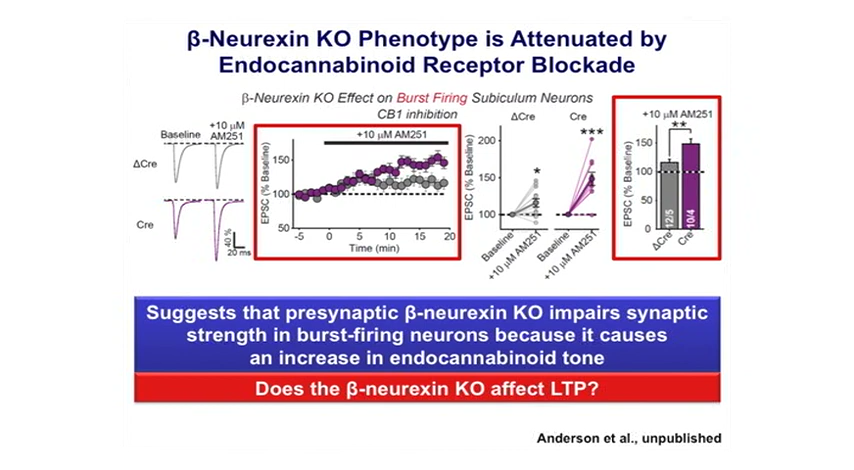 β-Neurexin KO Phenotype is Attenuated by
Endocannabinoid Receptor Blockade
β-Neurexin KO Effect on Burst Firing Subiculum Neurons
CB1 inhibition
Baseline
+10 μM
AM251
ΔCre
Cre
40 %
20 ms
+10 μM AM251
EPSC (% Baseline)
150
100
50
-5 0 5 10 15 20
Time (min)
ΔCre Cre
EPSC (% Baseline)
200
150
100
* ***
Baseline
+10 μM AM251
Baseline
+10 μM AM251
+10 μM AM251
**
EPSC (% Baseline)
150
100
50
0
12/5
10/4
ΔCre
Cre
Suggests that presynaptic β-neurexin KO impairs synaptic
strength in burst-firing neurons because it causes
an increase in endocannabinoid tone
Does the β-neurexin KO affect LTP?
Anderson et al., unpublished